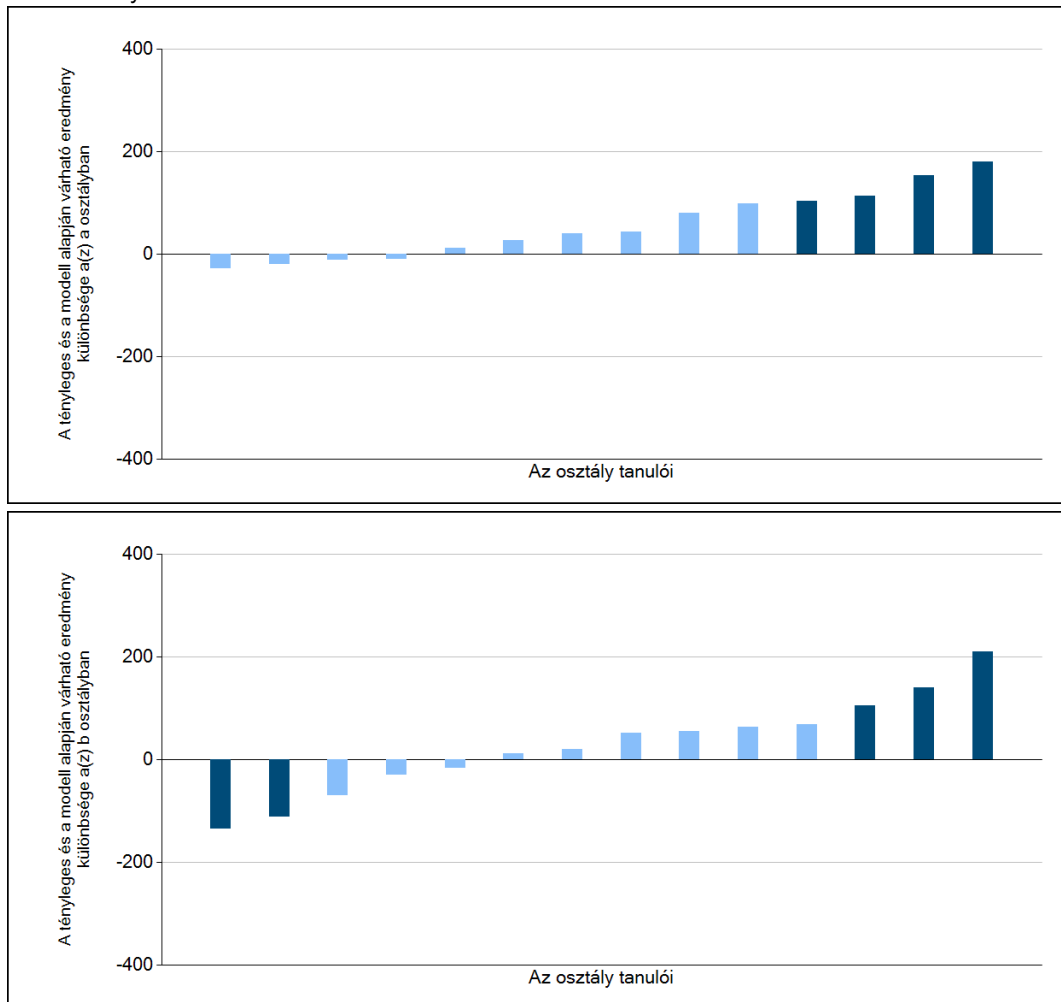 400
200
0
-200
-400
A tényleges és a modell alapján várható eredmény
különbsége a(z) a osztályban
Az osztály tanulói
400
200
0
-200
-400
A tényleges és a modell alapján várható eredmény
különbsége a(z) b osztályban
Az osztály tanulói